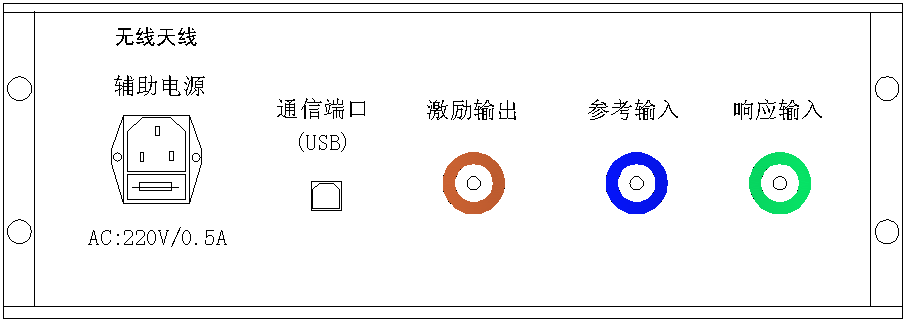 无线天线
辅助电源
AC:220V/0.5A
通信端口
(USB)
激励输出
参考输入
响应输入